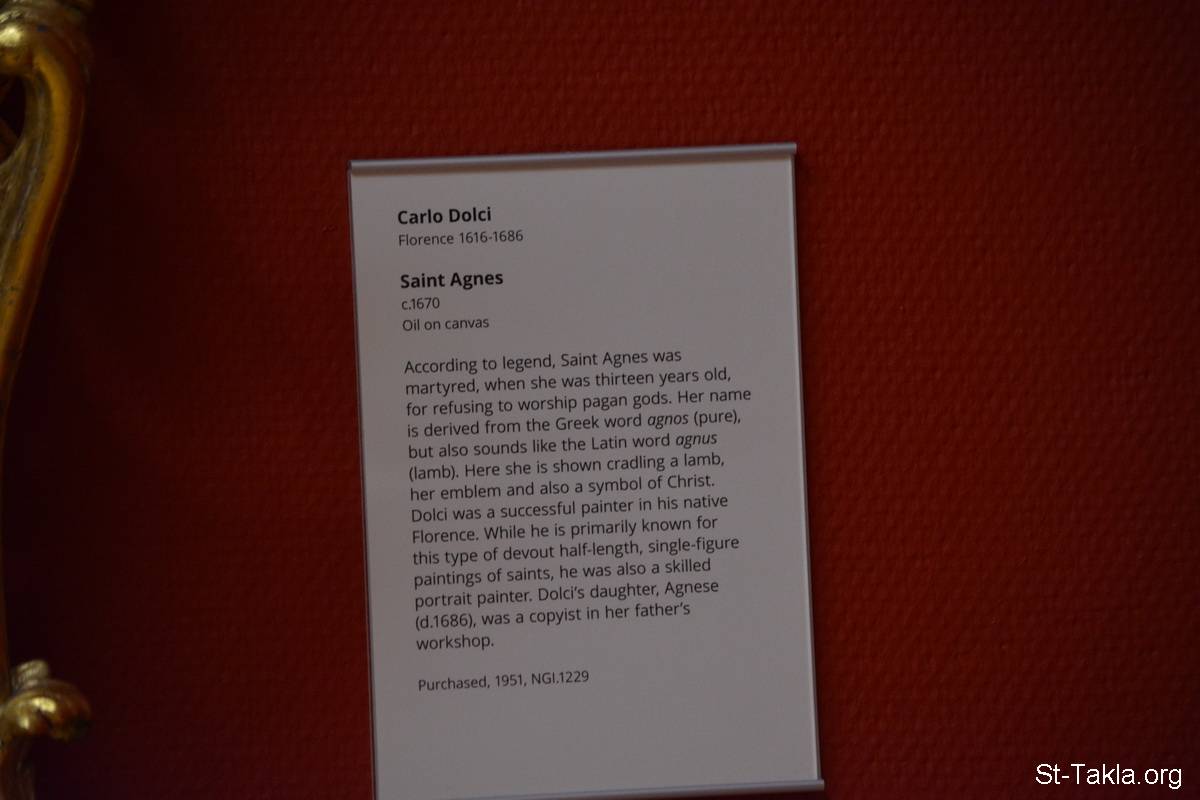 Carlo Dolci
Florence 1616-1686
Saint Agnes
c.1670
Oil on canvas
According to legend, Saint Agnes was
martyred, when she was thirteen years old,
for refusing to worship pagan gods. Her name
is derived from the Greek word agnos (pure),
but also sounds like the Latin word agnus
(lamb). Here she is shown cradling a lamb,
her emblem and also a symbol of Christ.
Dolci was a successful painter in his native
Florence. While he is primarily known for
this type of devout half-length, single-figure
paintings of saints, he was also a skilled
portrait painter. Dolci’s daughter, Agnese
(d.1686), was a copyist in her father’s
workshop.
Purchased, 1951, NGI.1229
St-Takla.org